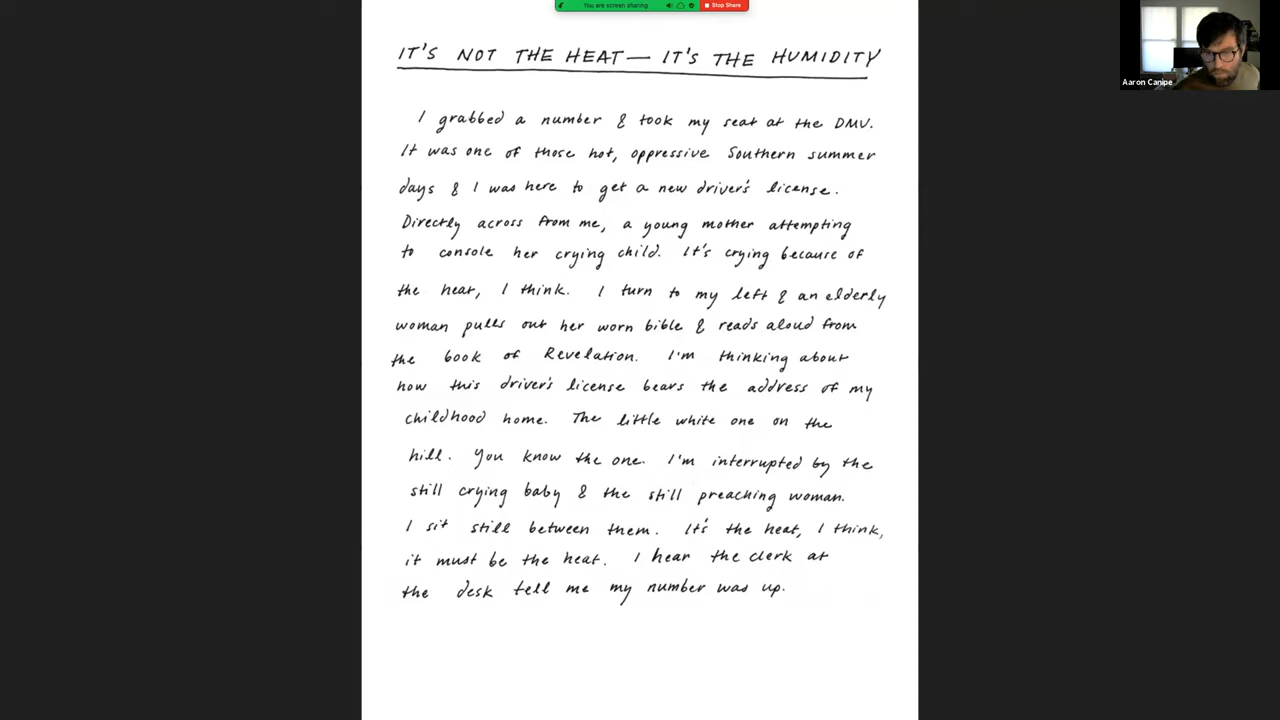 You are screen sharing
Stop Share
Aaron Canipe
IT'S NOT THE HEAT — IT'S THE HUMIDITY
I grabbed a number & took my seat at the DMV.
It was one of those hot, oppressive Southern summer
days & I was here to get a new driver's license.
Directly across from me, a young mother attempting
to console her crying child. It's crying because of
the heat, I think. I turn to my left & an elderly
woman pulls out her worn bible & reads aloud from
the book of Revelation. I'm thinking about
how this driver's license bears the address of my
childhood home. The little white one on the
hill. You know the one. I'm interrupted by the
still crying baby & the still preaching woman.
I sit still between them. It's the heat, I think,
it must be the heat. I hear the clerk at
the desk tell me my number was up.